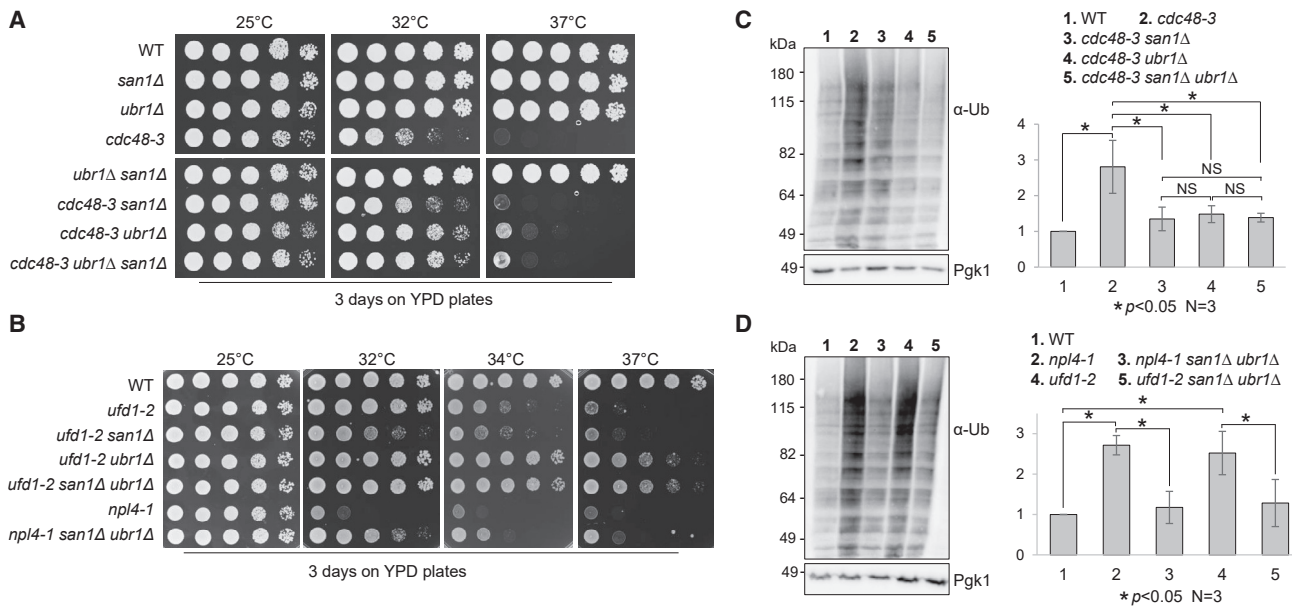 A
25°C 32°C 37°C
WT
san1Δ
ubr1Δ
cdc48-3
ubr1Δ san1Δ
cdc48-3 san1Δ
cdc48-3 ubr1Δ
cdc48-3 ubr1Δ san1Δ
3 days on YPD plates
B
25°C 32°C 34°C 37°C
WT
ufd1-2
ufd1-2 san1Δ
ufd1-2 ubr1Δ
ufd1-2 san1Δ ubr1Δ
npl4-1
npl4-1 san1Δ ubr1Δ
3 days on YPD plates
C
kDa 1 2 3 4 5
180
115
82
64
49
α-Ub
49
Pgk1
1. WT 2. cdc48-3
3. cdc48-3 san1Δ
4. cdc48-3 ubr1Δ
5. cdc48-3 san1Δ ubr1Δ
4
3
2
1
0
*
*
*
*
NS
NS NS
1 2 3 4 5
* p<0.05 N=3
D
kDa 1 2 3 4 5
180
115
82
64
49
α-Ub
49
Pgk1
1. WT
2. npl4-1 3. npl4-1 san1Δ ubr1Δ
4. ufd1-2 5. ufd1-2 san1Δ ubr1Δ
3
2
1
0
*
* * *
1 2 3 4 5
* p<0.05 N=3